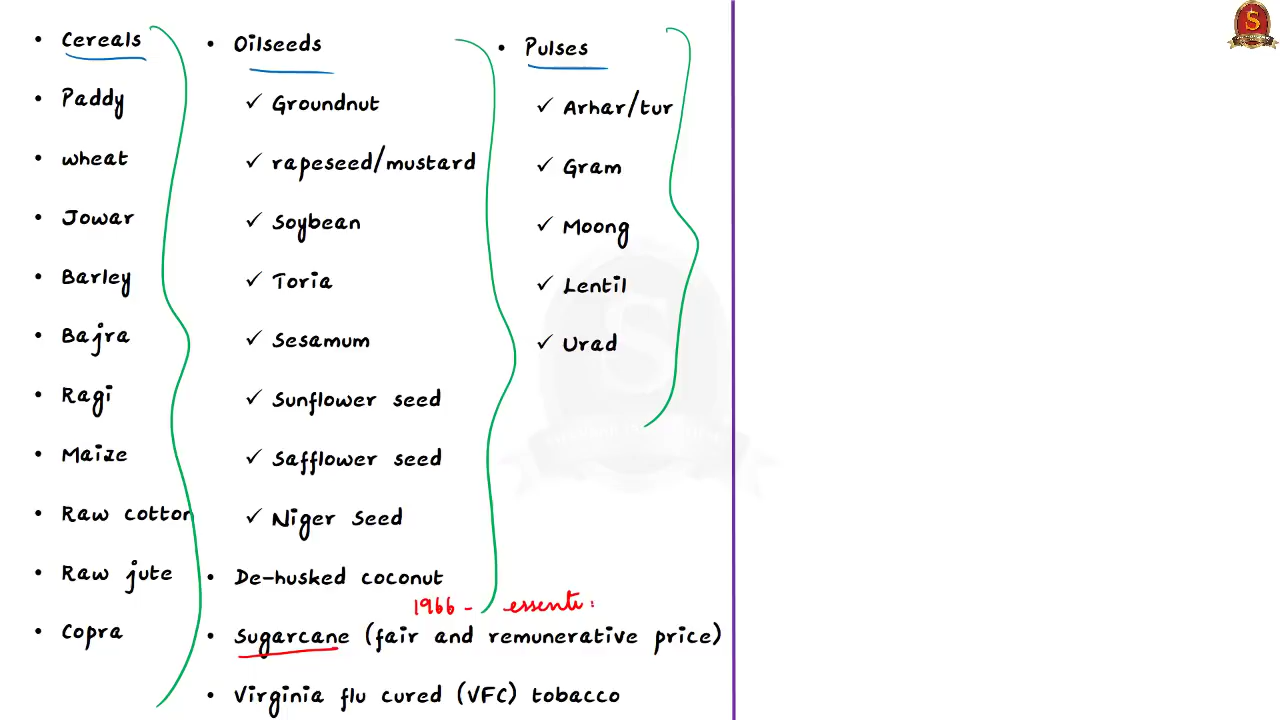 • Cereals
• Paddy
• wheat
• Jowar
• Barley
• Bajra
• Ragi
• Maize
• Raw cotton
• Raw jute
• Copra
• Oilseeds
✓ Groundnut
✓ rapeseed/mustard
✓ Soybean
✓ Toria
✓ Sesamum
✓ Sunflower seed
✓ Safflower seed
✓ Niger Seed
• De-husked coconut
1966 - essenti
• Sugarcane (fair and remunerative price)
• Virginia flu cured (VFC) tobacco
• Pulses
✓ Arhar/tur
✓ Gram
✓ Moong
✓ Lentil
✓ Urad
S